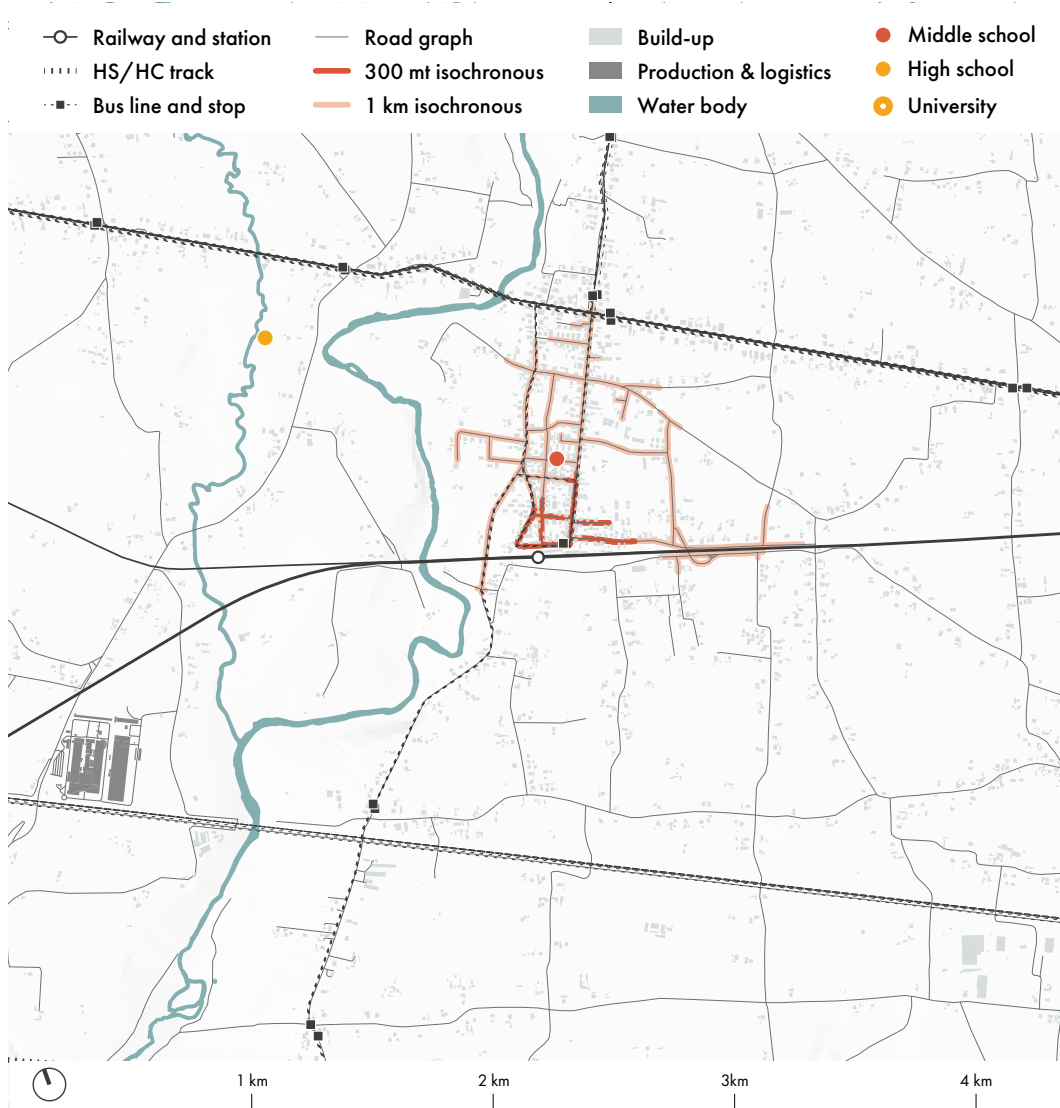 Railway and station
HS/HC track
Bus line and stop
Road graph
300 mt isochronous
1 km isochronous
Build-up
Production & logistics
Water body
Middle school
High school
University
1 km
2 km
3km
4 km